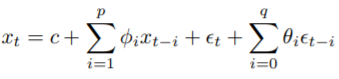 $x_t = c + \sum_{i=1}^{p} \phi_i x_{t-i} + \epsilon_t + \sum_{i=0}^{q} \theta_i \epsilon_{t-i}$